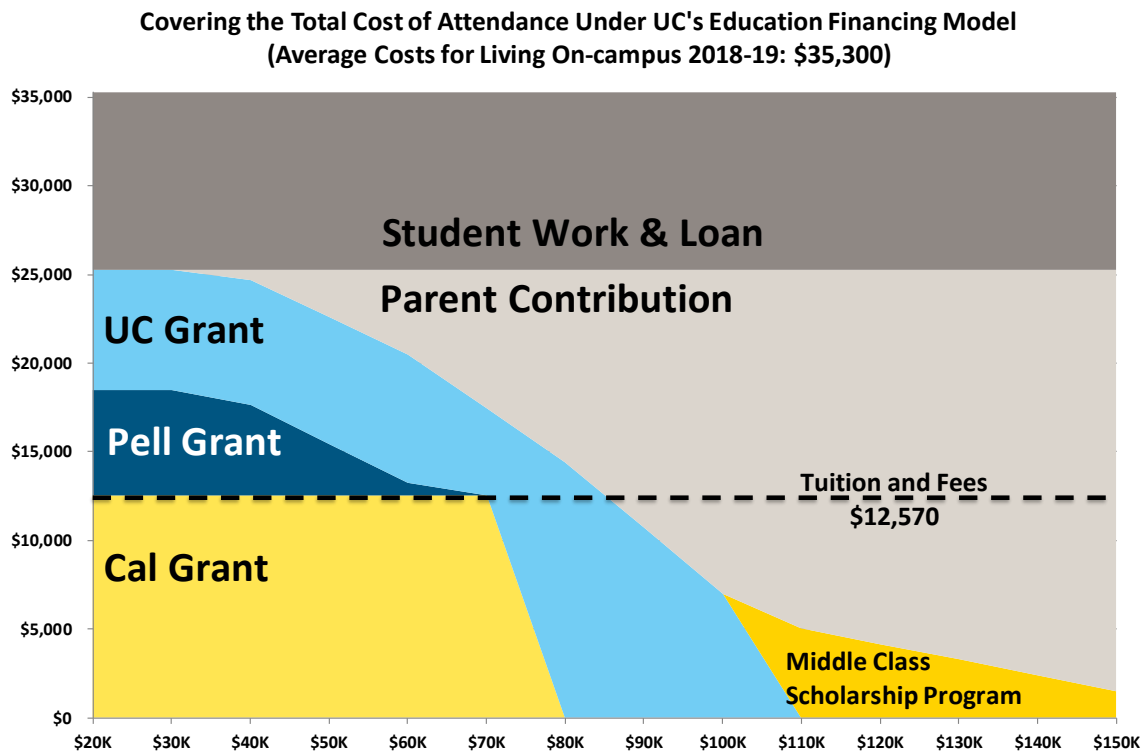 Covering the Total Cost of Attendance Under UC's Education Financing Model
(Average Costs for Living On-campus 2018-19: $35,300)
$35,000
$30,000
$25,000
$20,000
$15,000
$10,000
$5,000
$0
Student Work & Loan
Parent Contribution
UC Grant
Pell Grant
Tuition and Fees
$12,570
Cal Grant
Middle Class
Scholarship Program
$20K $30K $40K $50K $60K $70K $80K $90K $100K $110K $120K $130K $140K $150K